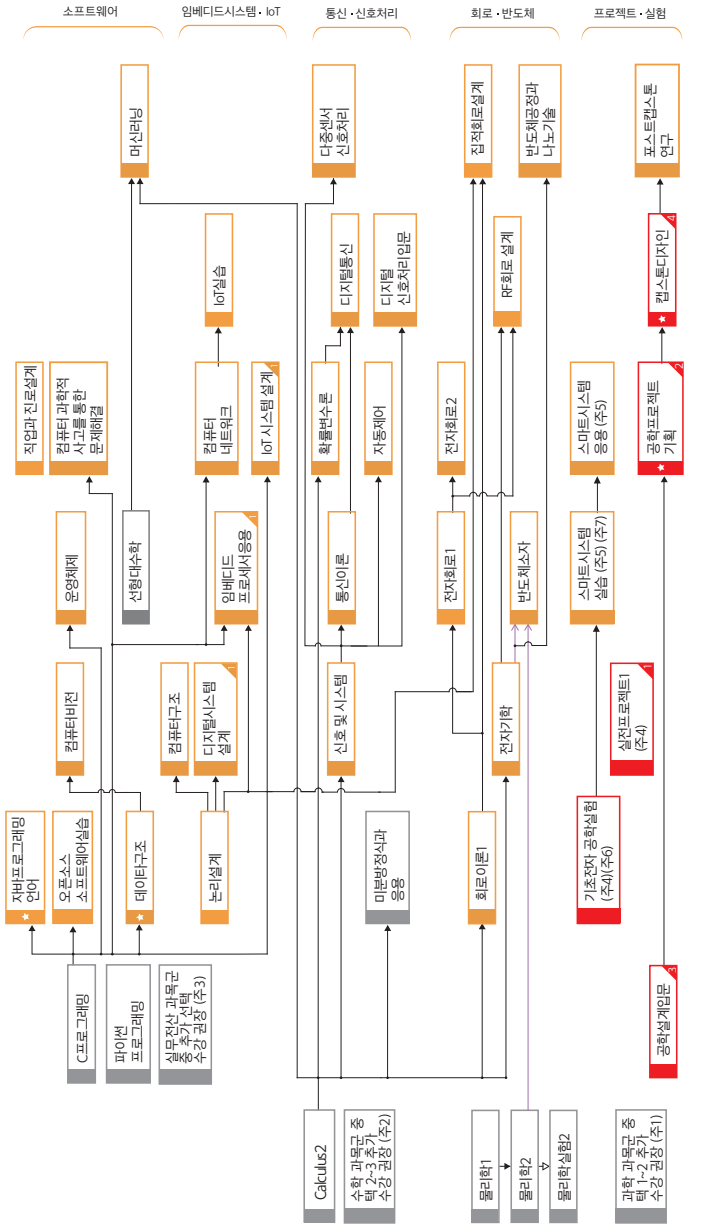 소프트웨어
임베디드시스템 · IoT
통신 · 신호처리
회로 · 반도체
프로젝트 · 실험
머신러닝
다중센서
신호처리
집적회로설계
반도체공정과
나노기술
포스트캡스톤
연구
IoT실습
디지털통신
디지털
신호처리입문
RF회로 설계
캡스톤디자인
4
직업과 진로설계
컴퓨터 과학적
사고를 통한
문제해결
컴퓨터
네트워크
IoT 시스템 설계
1
확률변수론
자동제어
전자회로2
스마트시스템
응용 (주5)
공학프로젝트
기획
2
운영체제
선형대수학
임베디드
프로세서응용
1
통신이론
전자회로1
반도체소자
스마트시스템
실습 (주5) (주7)
컴퓨터비전
컴퓨터구조
디지털시스템
설계
1
신호 및 시스템
전자기학
실전프로젝트1
(주4)
1
자바프로그래밍
언어
오픈소스
소프트웨어실습
데이타구조
논리설계
미분방정식과
응용
회로이론1
기초전자 공학실험
(주4)(주6)
C프로그래밍
파이썬
프로그래밍
실무전산 과목군
중 추가 선택
수강 권장 (주3)
공학설계입문
3
Calculus2
수학 과목군 중
택 2~3 추가
수강 권장 (주2)
물리학1
물리학2
물리학실험2
과학 과목군 중
택 1~2 추가
수강 권장 (주1)